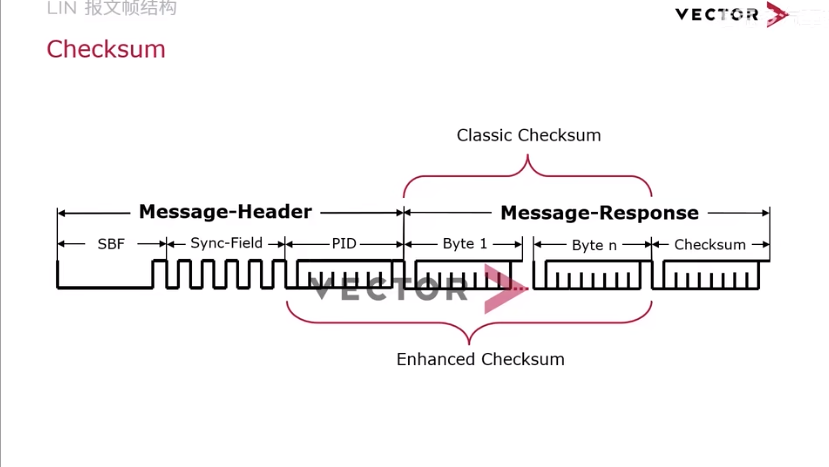 LIN 报文帧结构
VECTOR
Checksum
Classic Checksum
Message-Header
Message-Response
SBF
Sync-Field
PID
Byte 1
Byte n
Checksum
VECTOR
Enhanced Checksum